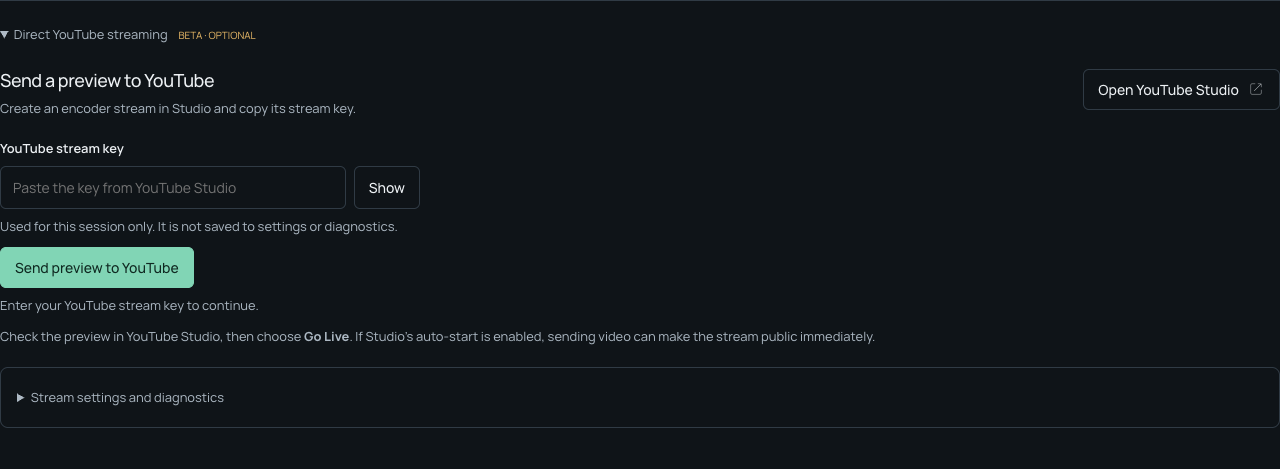 Direct YouTube streaming BETA · OPTIONAL
Send a preview to YouTube
Open YouTube Studio
Create an encoder stream in Studio and copy its stream key.
YouTube stream key
Paste the key from YouTube Studio
Show
Used for this session only. It is not saved to settings or diagnostics.
Send preview to YouTube
Enter your YouTube stream key to continue.
Check the preview in YouTube Studio, then choose Go Live. If Studio's auto-start is enabled, sending video can make the stream public immediately.
Stream settings and diagnostics